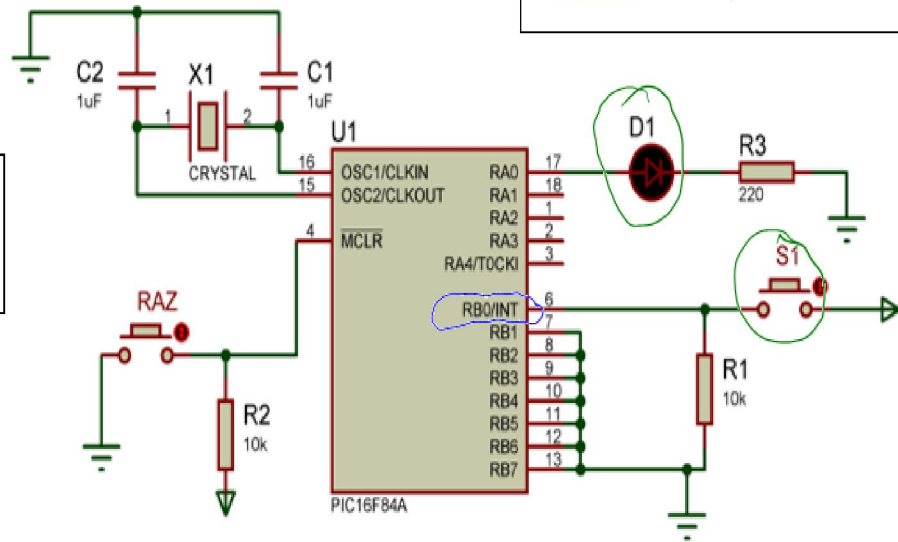 C2
1uF
X1
C1
1uF
1
2
CRYSTAL
U1
16
OSC1/CLKIN
15
OSC2/CLKOUT
4
MCLR
RA0
17
RA1
18
RA2
1
RA3
2
RA4/T0CKI
3
RB0/INT
6
RB1
7
RB2
8
RB3
9
RB4
10
RB5
11
RB6
12
RB7
13
PIC16F84A
D1
R3
220
S1
R1
10k
RAZ
R2
10k